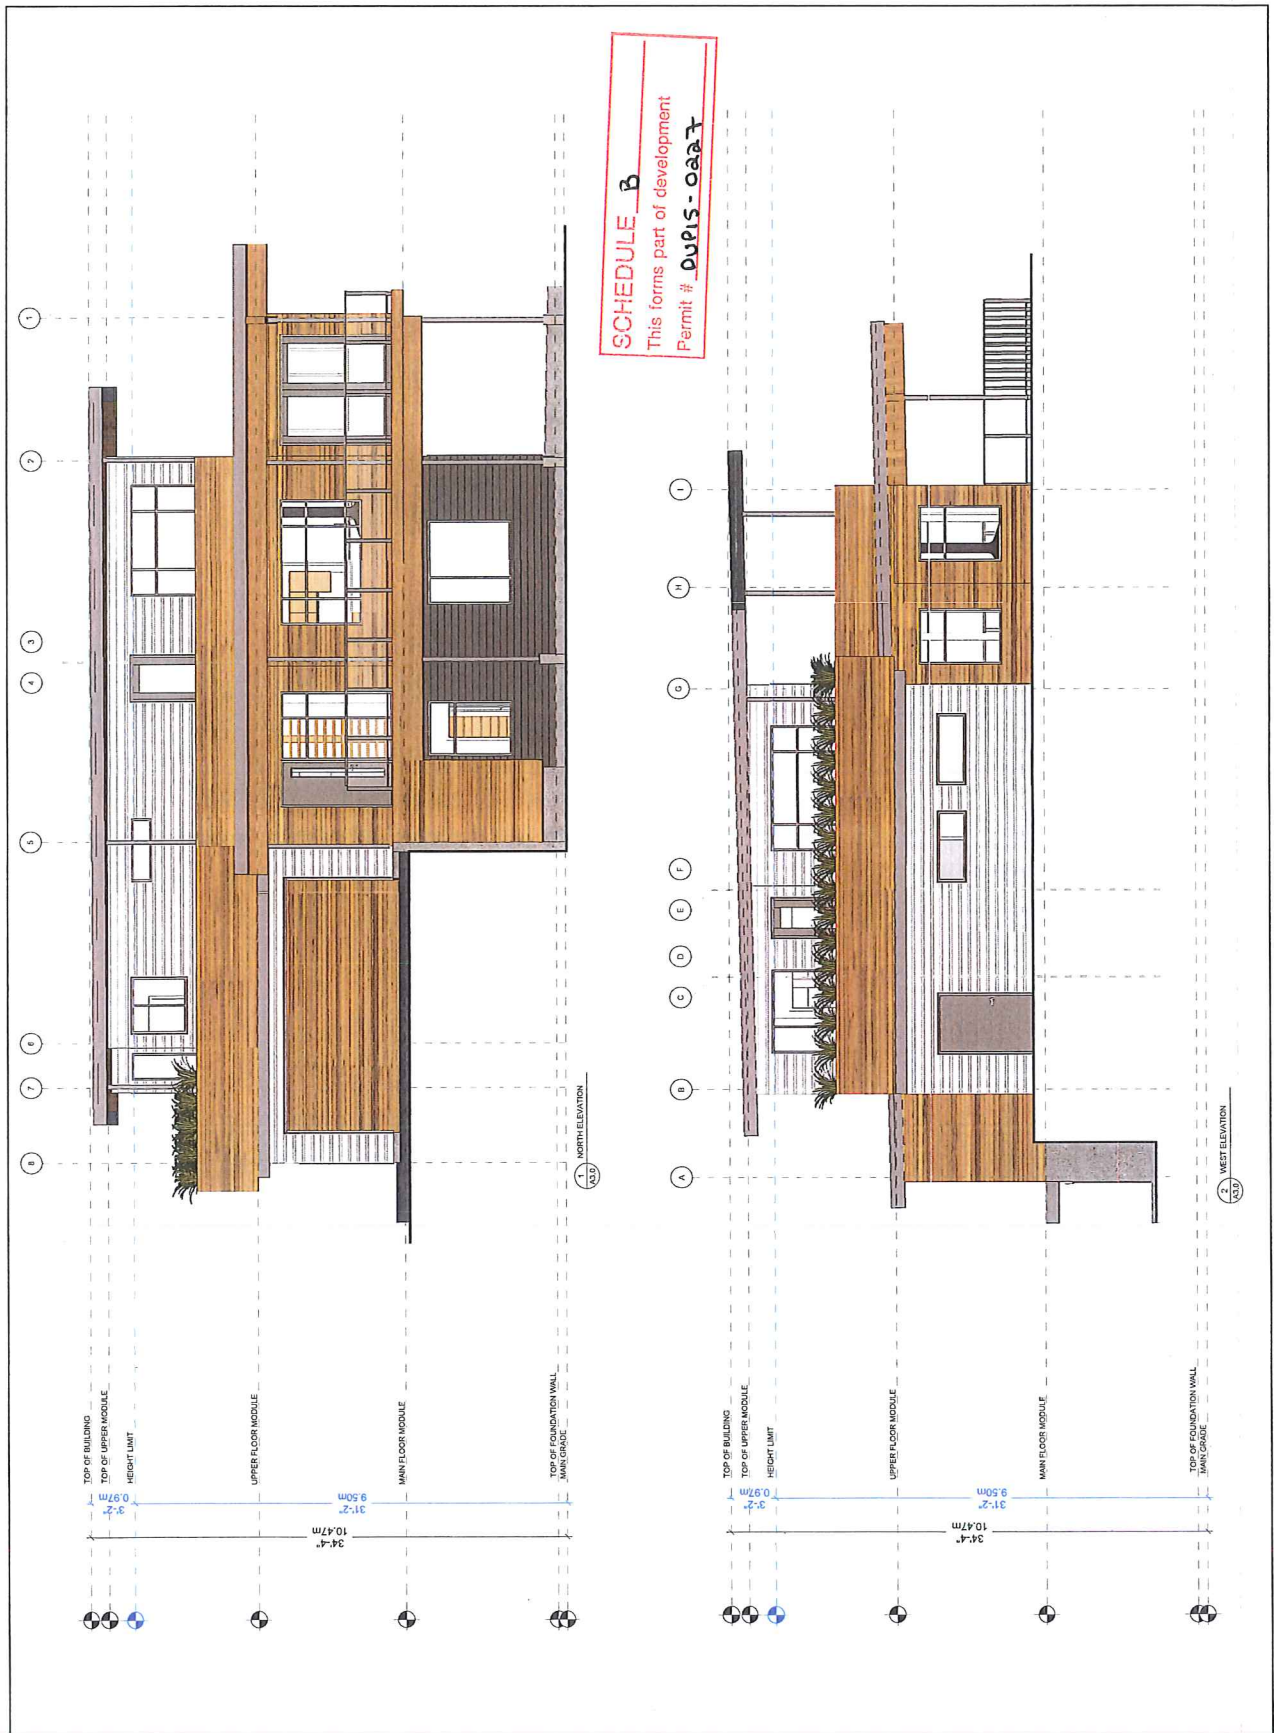 SCHEDULE B
This forms part of development
Permit # DVP15-0227
1
2
3
4
5
6
7
8
TOP OF BUILDING
TOP OF UPPER MODULE
HEIGHT LIMIT
UPPER FLOOR MODULE
MAIN FLOOR MODULE
TOP OF FOUNDATION WALL
MAIN GRADE
3'-2"
0.97m
31'-2"
9.50m
34'-4"
10.47m
1
A3.0
NORTH ELEVATION
I
H
G
F
E
D
C
B
A
TOP OF BUILDING
TOP OF UPPER MODULE
HEIGHT LIMIT
UPPER FLOOR MODULE
MAIN FLOOR MODULE
TOP OF FOUNDATION WALL
MAIN GRADE
3'-2"
0.97m
31'-2"
9.50m
34'-4"
10.47m
2
A3.0
WEST ELEVATION